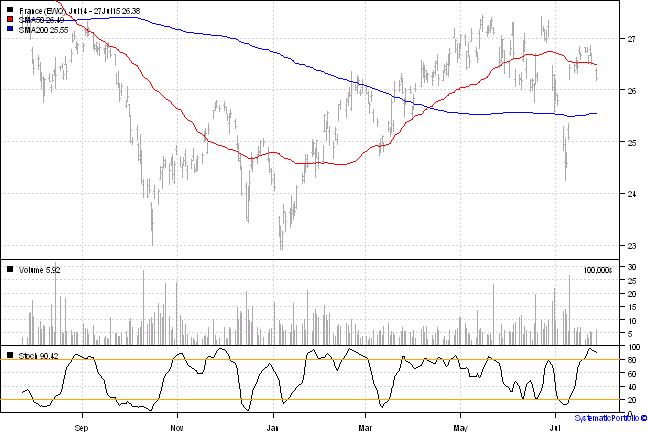 France (EWQ) Jul14 - 27Jul15 26.38
SMA50 26.49
SMA200 25.55
27
26
25
24
23
Volume 5.92
100,000s
30
25
20
15
10
5
Stoch 90.42
100
80
60
40
20
0
Sep
Nov
2015
Mar
May
Jul
SystematicPortfolio ©